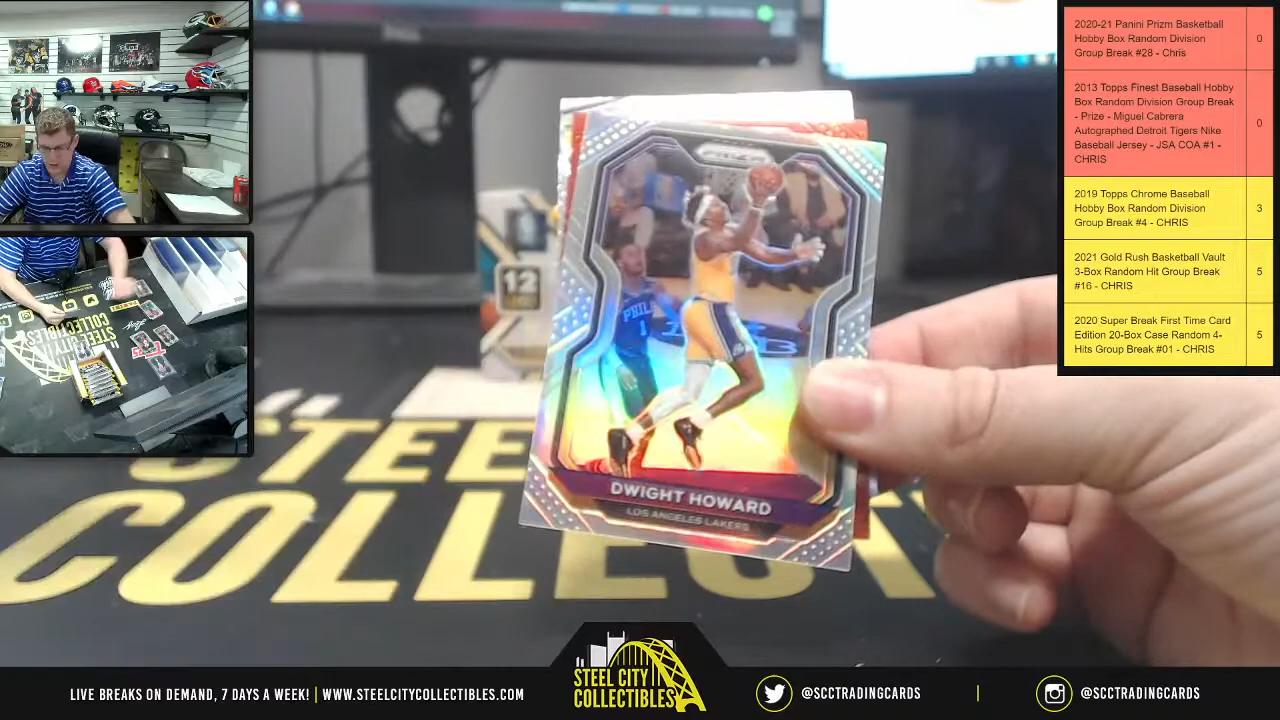 2020-21 Panini Prizm Basketball
Hobby Box Random Division
Group Break #28 - Chris
0
2013 Topps Finest Baseball Hobby
Box Random Division Group Break
- Prize - Miguel Cabrera
Autographed Detroit Tigers Nike
Baseball Jersey - JSA COA #1 -
CHRIS
0
2019 Topps Chrome Baseball
Hobby Box Random Division
Group Break #4 - CHRIS
3
2021 Gold Rush Basketball Vault
3-Box Random Hit Group Break
#16 - CHRIS
5
2020 Super Break First Time Card
Edition 20-Box Case Random 4-
Hits Group Break #01 - CHRIS
5
PRIZM
PHILA
1
12
DWIGHT HOWARD
LOS ANGELES LAKERS
STEE
COLLECT
STEEL CITY
COLLECTIBLES
LIVE BREAKS ON DEMAND, 7 DAYS A WEEK! | WWW.STEELCITYCOLLECTIBLES.COM
STEEL CITY
COLLECTIBLES
@SCCTRADINGCARDS | @SCCTRADINGCARDS